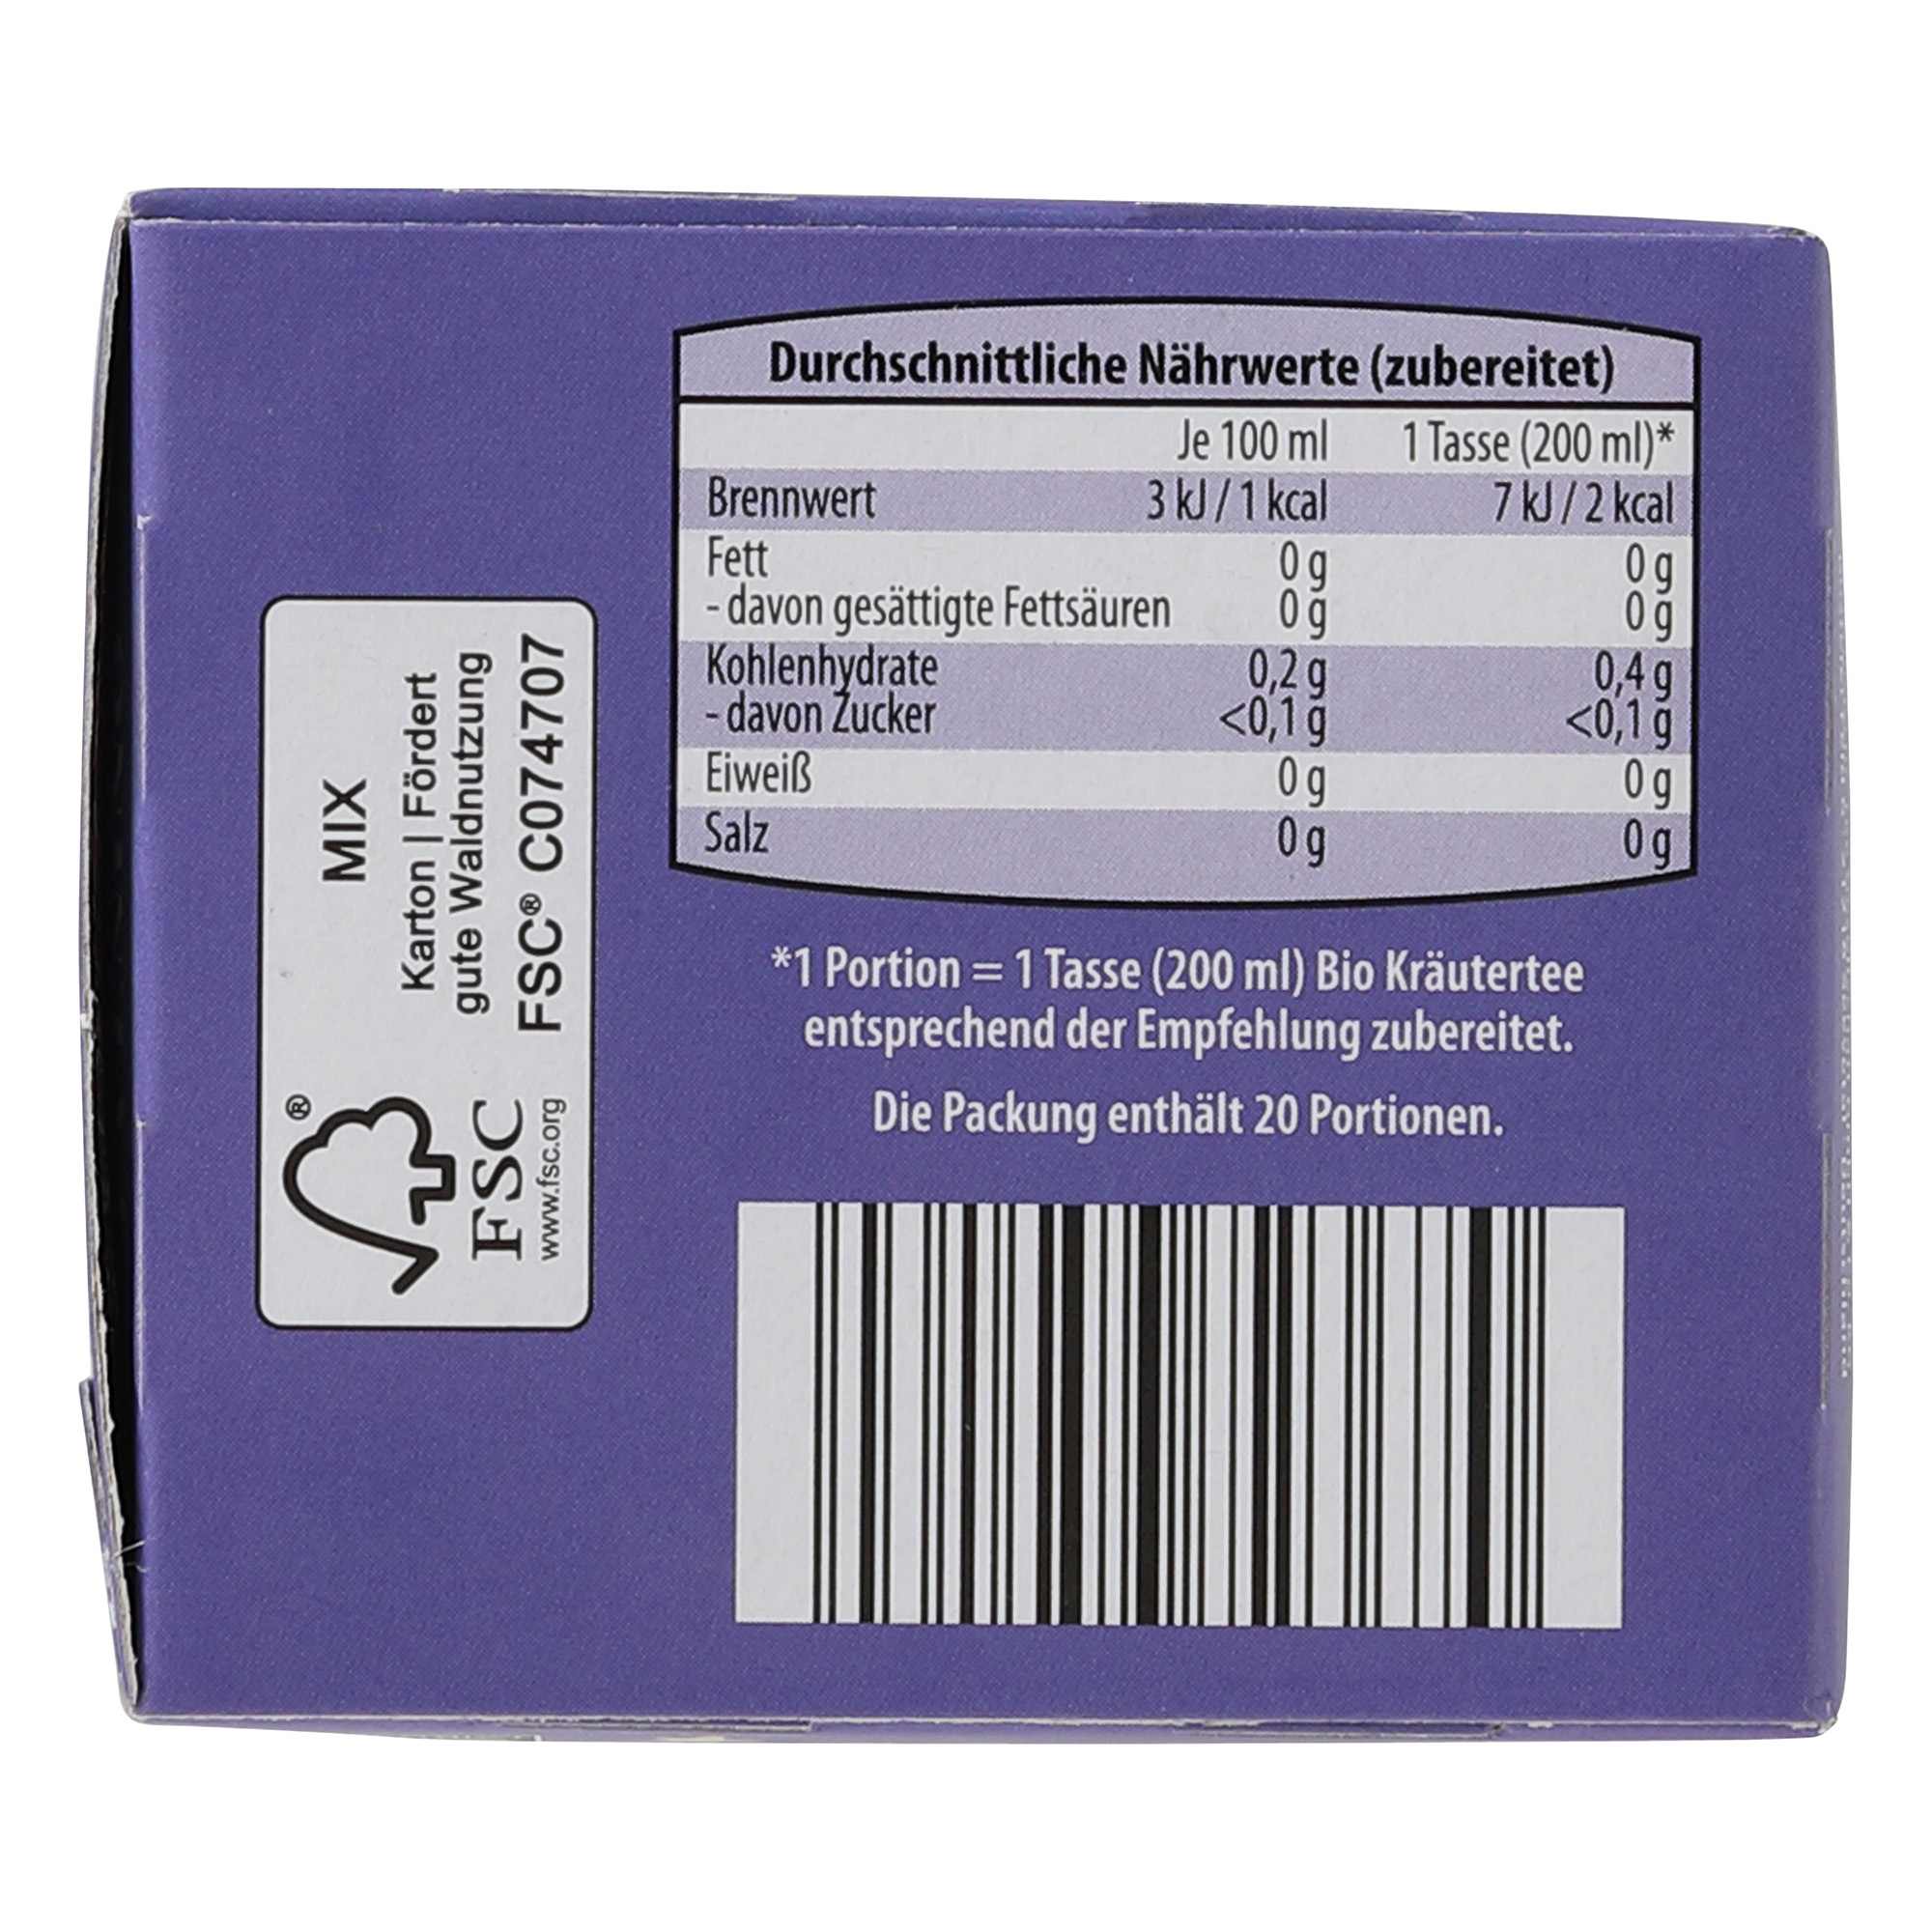 Durchschnittliche Nährwerte (zubereitet)
Je 100 ml 1 Tasse (200 ml)*
Brennwert 3 kJ / 1 kcal 7 kJ / 2 kcal
Fett 0 g 0 g
- davon gesättigte Fettsäuren 0 g 0 g
Kohlenhydrate 0,2 g 0,4 g
- davon Zucker <0,1 g <0,1 g
Eiweiß 0 g 0 g
Salz 0 g 0 g
*1 Portion = 1 Tasse (200 ml) Bio Kräutertee
entsprechend der Empfehlung zubereitet.
Die Packung enthält 20 Portionen.
®
FSC
www.fsc.org
MIX
Karton | Fördert
gute Waldnutzung
FSC® C074707